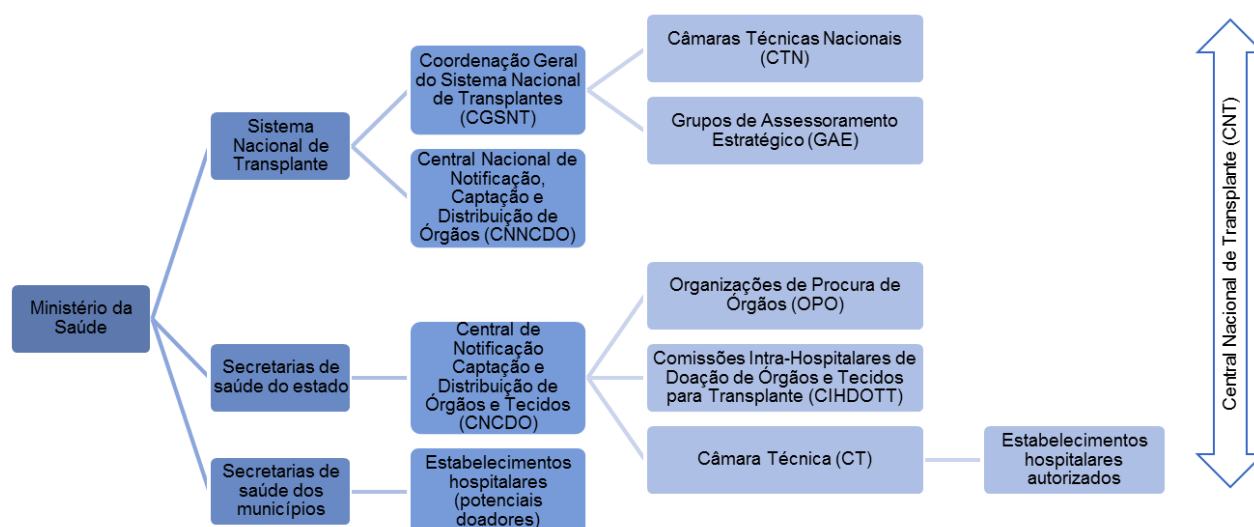 Ministério da
Saúde
Sistema
Nacional de
Transplante
Coordenação Geral
do Sistema Nacional
de Transplantes
(CGSNT)
Câmaras Técnicas Nacionais
(CTN)
Grupos de Assessoramento
Estratégico (GAE)
Central Nacional de
Notificação,
Captação e
Distribuição de
Órgãos (CNNCDO)
Secretarias de
saúde do estado
Central de
Notificação
Captação e
Distribuição de
Órgãos e Tecidos
(CNCDO)
Organizações de Procura de
Órgãos (OPO)
Comissões Intra-Hospitalares de
Doação de Órgãos e Tecidos
para Transplante (CIHDOTT)
Câmara Técnica (CT)
Estabelecimentos
hospitalares
autorizados
Secretarias de
saúde dos
municípios
Estabelecimentos
hospitalares
(potenciais
doadores)
Central Nacional de Transplante (CNT)